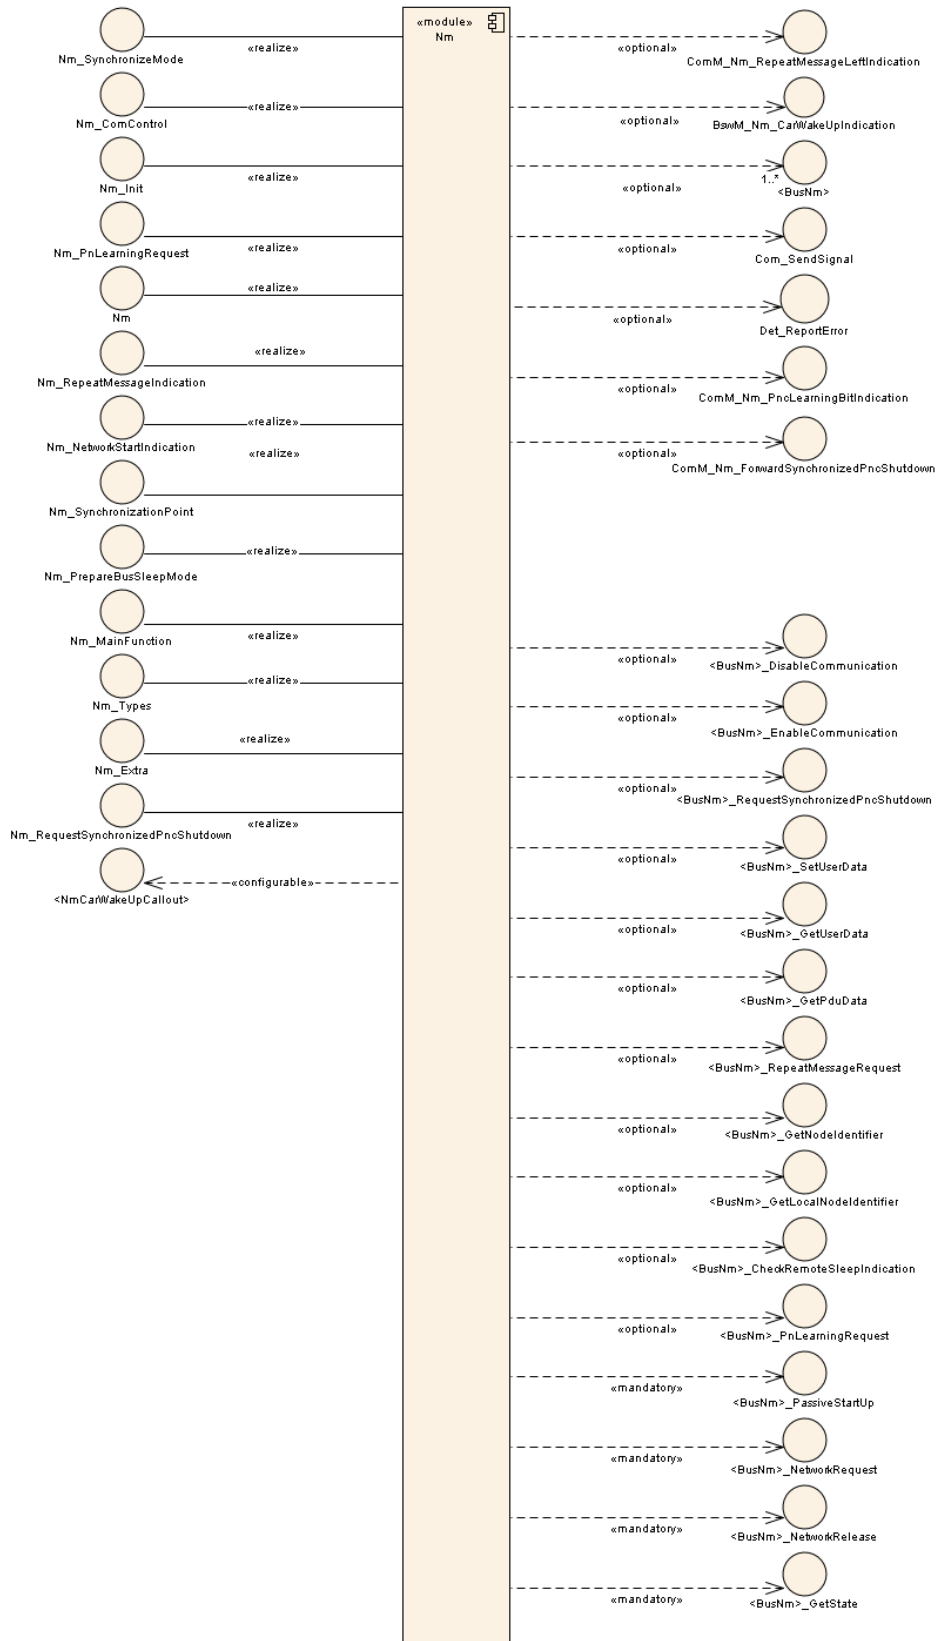 «module»
Nm
Nm_SynchronizeMode
«realize»
Nm_ComControl
«realize»
Nm_Init
«realize»
Nm_PnLearningRequest
«realize»
Nm
«realize»
Nm_RepeatMessageIndication
«realize»
Nm_NetworkStartIndication
«realize»
Nm_SynchronizationPoint
«realize»
Nm_PrepareBusSleepMode
«realize»
Nm_MainFunction
«realize»
Nm_Types
«realize»
Nm_Extra
«realize»
Nm_RequestSynchronizedPncShutdown
«realize»
<NmCarWakeUpCallout>
«configurable»
«optional»
ComM_Nm_RepeatMessageLeftIndication
«optional»
BswM_Nm_CarWakeUpIndication
«optional»
1..*
<BusNm>
«optional»
Com_SendSignal
«optional»
Det_ReportError
«optional»
ComM_Nm_PncLearningBitIndication
«optional»
ComM_Nm_ForwardSynchronizedPncShutdown
«optional»
<BusNm>_DisableCommunication
«optional»
<BusNm>_EnableCommunication
«optional»
<BusNm>_RequestSynchronizedPncShutdown
«optional»
<BusNm>_SetUserData
«optional»
<BusNm>_GetUserData
«optional»
<BusNm>_GetPduData
«optional»
<BusNm>_RepeatMessageRequest
«optional»
<BusNm>_GetNodeIdentifier
«optional»
<BusNm>_GetLocalNodeIdentifier
«optional»
<BusNm>_CheckRemoteSleepIndication
«optional»
<BusNm>_PnLearningRequest
«mandatory»
<BusNm>_PassiveStartUp
«mandatory»
<BusNm>_NetworkRequest
«mandatory»
<BusNm>_NetworkRelease
«mandatory»
<BusNm>_GetState